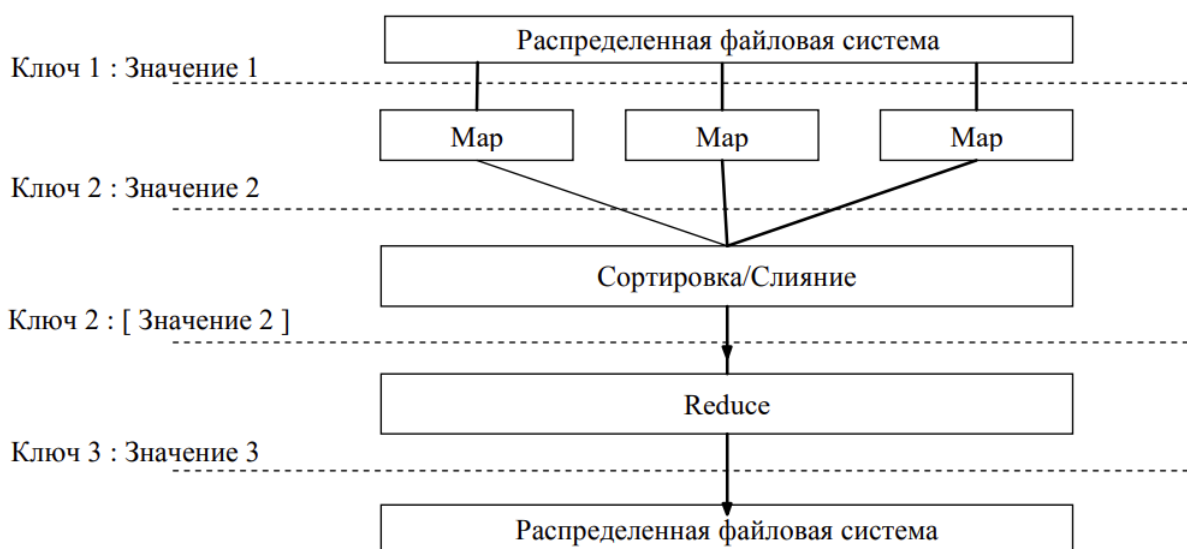 Распределенная файловая система
Ключ 1 : Значение 1
Map Map Map
Ключ 2 : Значение 2
Сортировка/Слияние
Ключ 2 : [ Значение 2 ]
Reduce
Ключ 3 : Значение 3
Распределенная файловая система